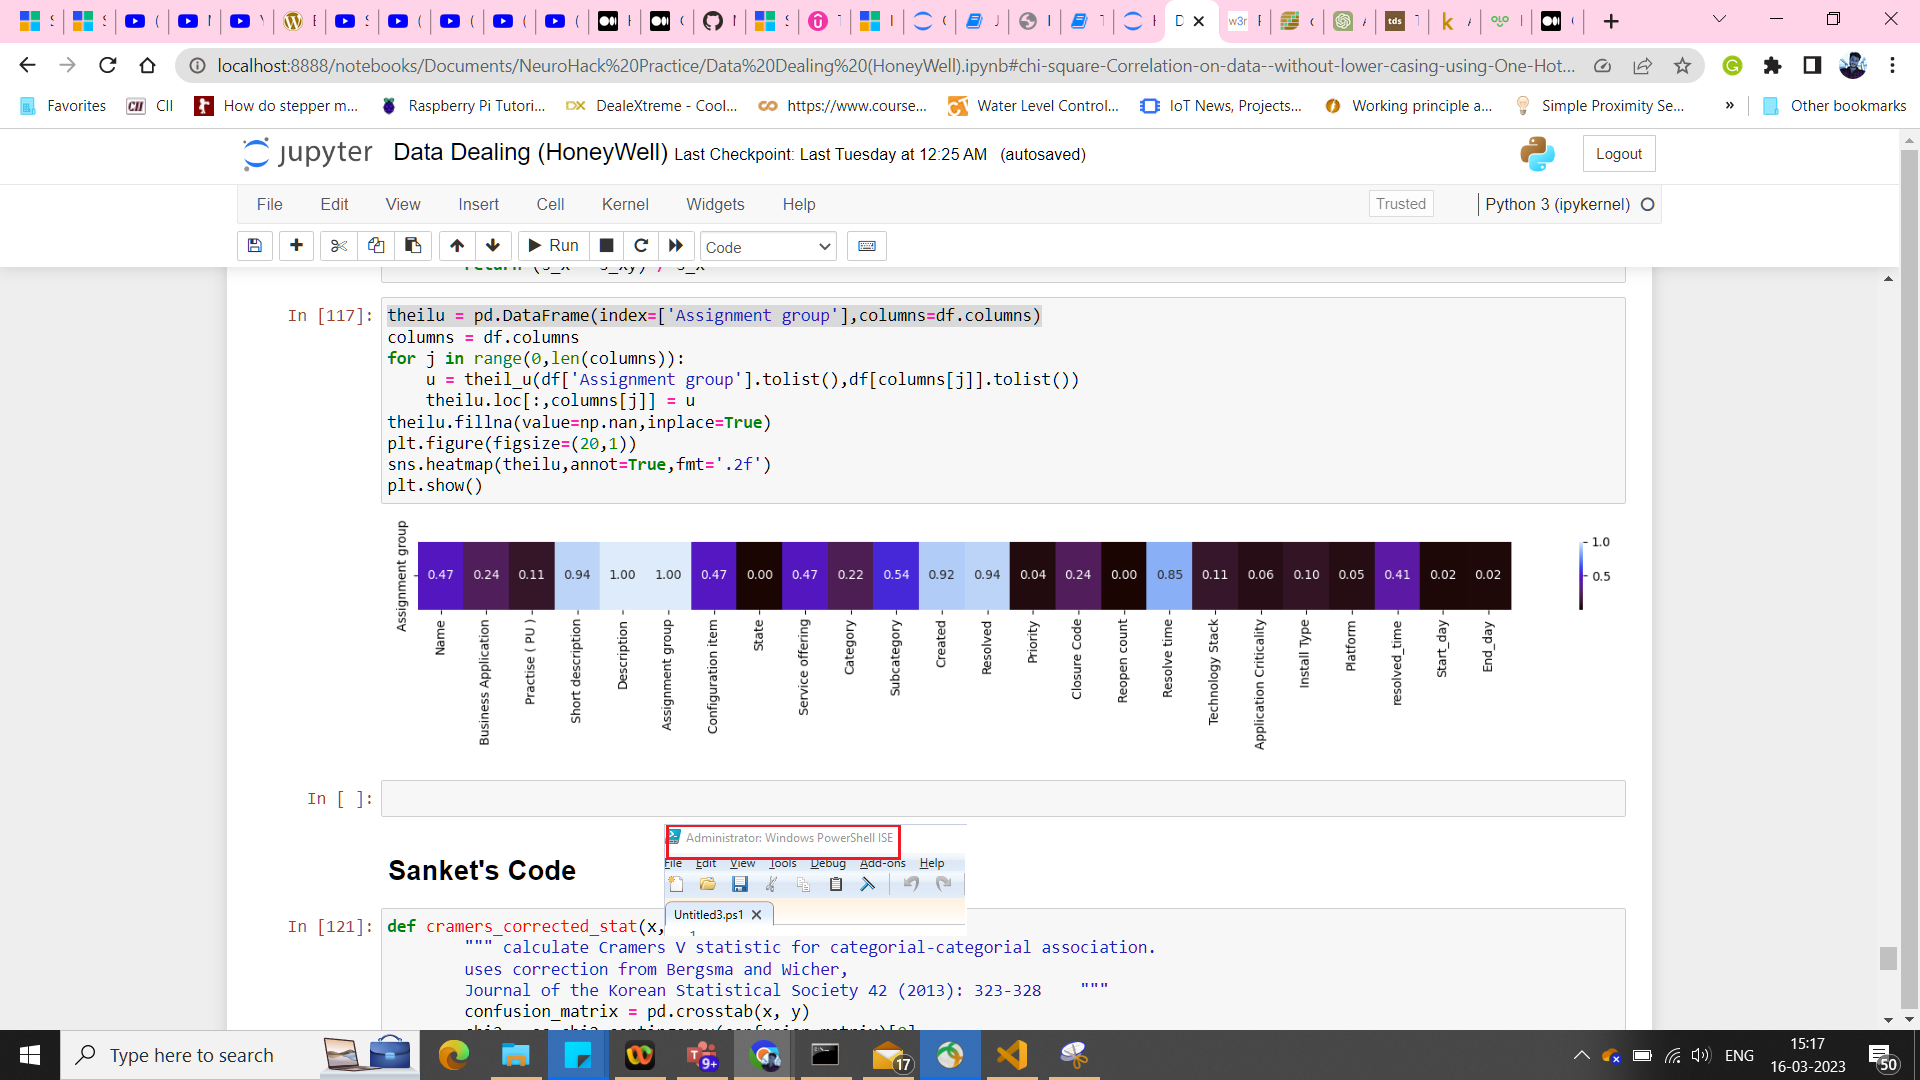 localhost:8888/notebooks/Documents/NeuroHack%20Practice/Data%20Dealing%20(HoneyWell).ipynb#chi-square-Correlation-on-data--without-lower-casing-using-One-Hot...
Favorites CII How do stepper m... Raspberry Pi Tutori... DealeXtreme - Cool... https://www.course... Water Level Control... IoT News, Projects... Working principle a... Simple Proximity Se... » Other bookmarks
jupyter Data Dealing (HoneyWell) Last Checkpoint: Last Tuesday at 12:25 AM (autosaved) Logout
File Edit View Insert Cell Kernel Widgets Help Trusted Python 3 (ipykernel)
Run Code
In [117]: theilu = pd.DataFrame(index=['Assignment group'],columns=df.columns)
columns = df.columns
for j in range(0,len(columns)):
    u = theil_u(df['Assignment group'].tolist(),df[columns[j]].tolist())
    theilu.loc[:,columns[j]] = u
theilu.fillna(value=np.nan,inplace=True)
plt.figure(figsize=(20,1))
sns.heatmap(theilu,annot=True,fmt='.2f')
plt.show()
Assignment group
0.47 0.24 0.11 0.94 1.00 1.00 0.47 0.00 0.47 0.22 0.54 0.92 0.94 0.04 0.24 0.00 0.85 0.11 0.06 0.10 0.05 0.41 0.02 0.02
1.0
0.5
Name
Business Application
Practise ( PU )
Short description
Description
Assignment group
Configuration item
State
Service offering
Category
Subcategory
Created
Resolved
Priority
Closure Code
Reopen count
Resolve time
Technology Stack
Application Criticality
Install Type
Platform
resolved_time
Start_day
End_day
In [ ]:
Administrator: Windows PowerShell ISE
File Edit View Tools Debug Add-ons Help
Untitled3.ps1
1
Sanket's Code
In [121]: def cramers_corrected_stat(x,
""" calculate Cramers V statistic for categorial-categorial association.
uses correction from Bergsma and Wicher,
Journal of the Korean Statistical Society 42 (2013): 323-328    """
confusion_matrix = pd.crosstab(x, y)
Type here to search
9+
17
ENG
15:17
16-03-2023
50